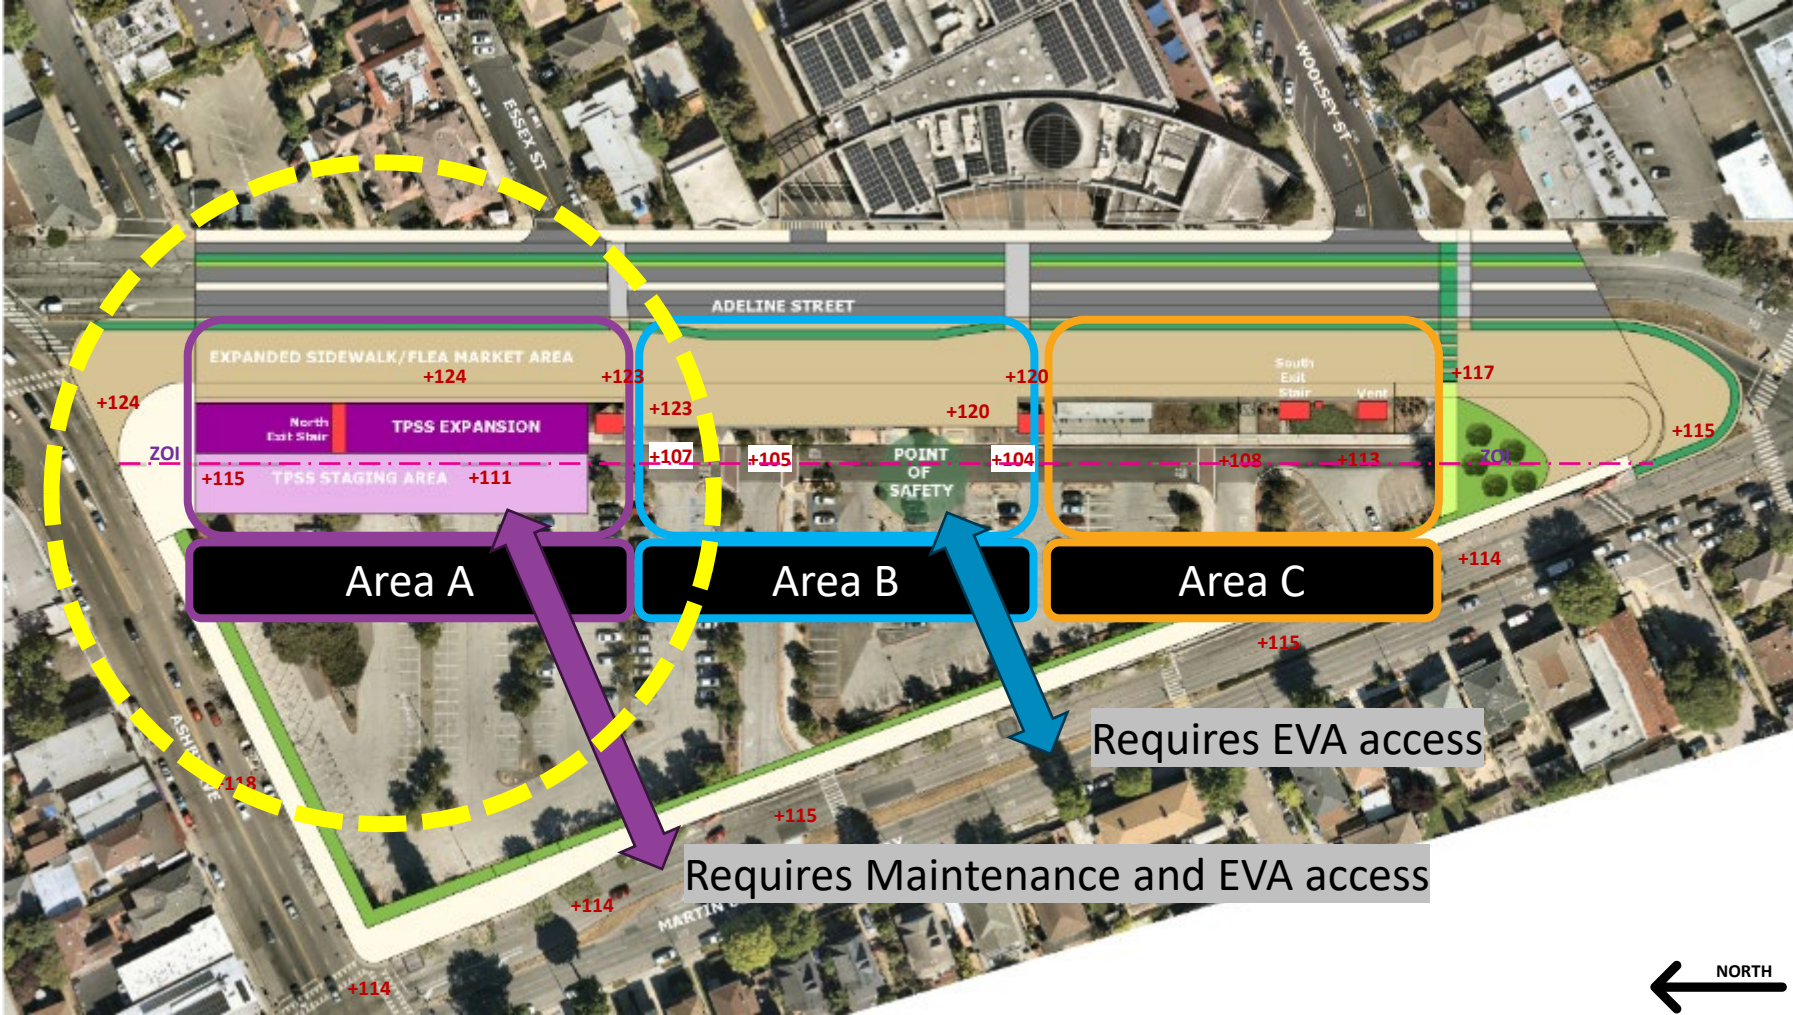 ESSEX ST
WOOLSEY ST
ADELINE STREET
EXPANDED SIDEWALK/FLEA MARKET AREA
+124
+123
+120
South
Exit
Stair
Vent
+117
+124
+123
+120
North
Exit Stair
TPSS EXPANSION
+115
ZOI
+107
+105
POINT
OF
SAFETY
+104
+108
+113
ZOI
+115
TPSS STAGING AREA
+111
+114
Area A
Area B
Area C
+115
Requires EVA access
+118
+115
Requires Maintenance and EVA access
+114
MARTIN
+114
NORTH